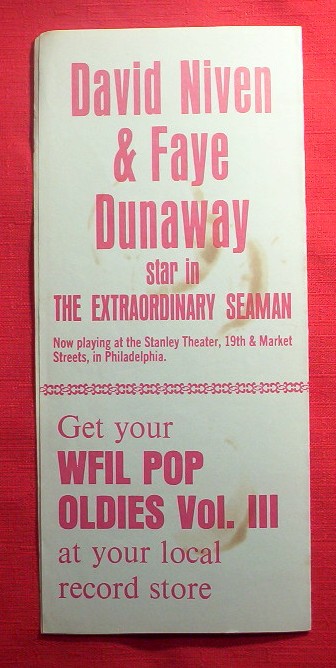 David Niven
& Faye
Dunaway
star in
THE EXTRAORDINARY SEAMAN
Now playing at the Stanley Theater, 19th & Market
Streets, in Philadelphia.
Get your
WFIL POP
OLDIES Vol. III
at your local
record store